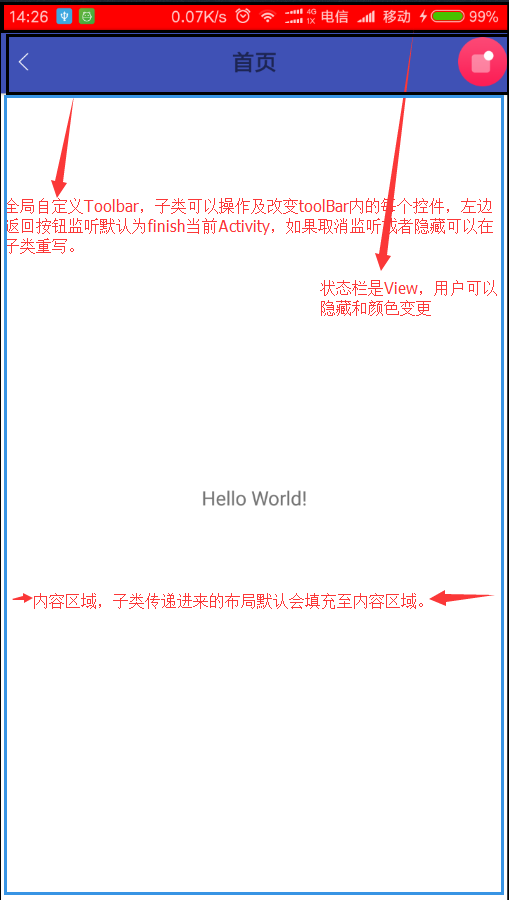 14:26 0.07K/s 4G 1X 电信 移动 99%
首页
全局自定义Toolbar，子类可以操作及改变toolBar内的每个控件，左边
返回按钮监听默认为finish当前Activity，如果取消监听或者隐藏可以在
子类重写。
状态栏是View，用户可以
隐藏和颜色变更
Hello World!
内容区域，子类传递进来的布局默认会填充至内容区域。